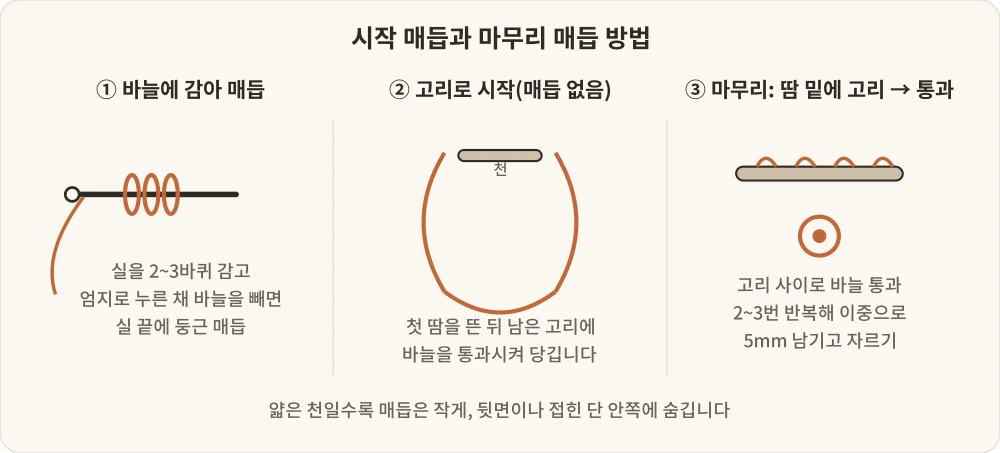 시작 매듭과 마무리 매듭 방법
① 바늘에 감아 매듭
② 고리로 시작(매듭 없음)
③ 마무리: 땀 밑에 고리 → 통과
천
실을 2~3바퀴 감고
엄지로 누른 채 바늘을 빼면
실 끝에 둥근 매듭
첫 땀을 뜬 뒤 남은 고리에
바늘을 통과시켜 당깁니다
고리 사이로 바늘 통과
2~3번 반복해 이중으로
5mm 남기고 자르기
얇은 천일수록 매듭은 작게, 뒷면이나 접힌 단 안쪽에 숨깁니다